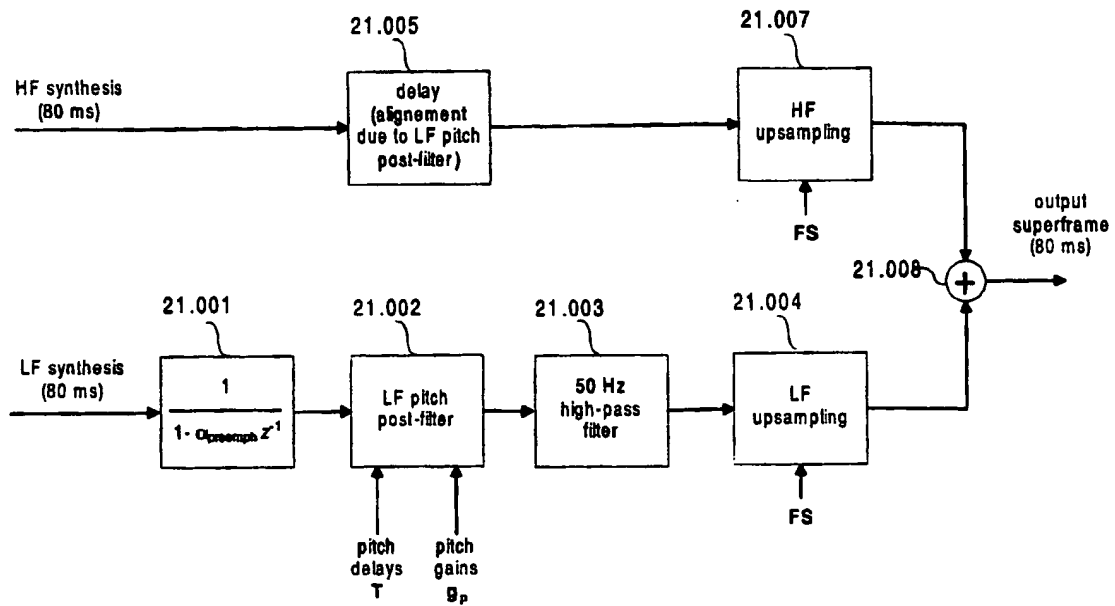 21.005
21.007
HF synthesis
(80 ms)
delay
(alignement
due to LF pitch
post-filter)
HF
upsampling
FS
output
superframe
(80 ms)
21.008
+
21.001
21.002
21.003
21.004
LF synthesis
(80 ms)
1
1- αpreemph z-1
LF pitch
post-filter
50 Hz
high-pass
filter
LF
upsampling
FS
pitch
delays
T
pitch
gains
gp